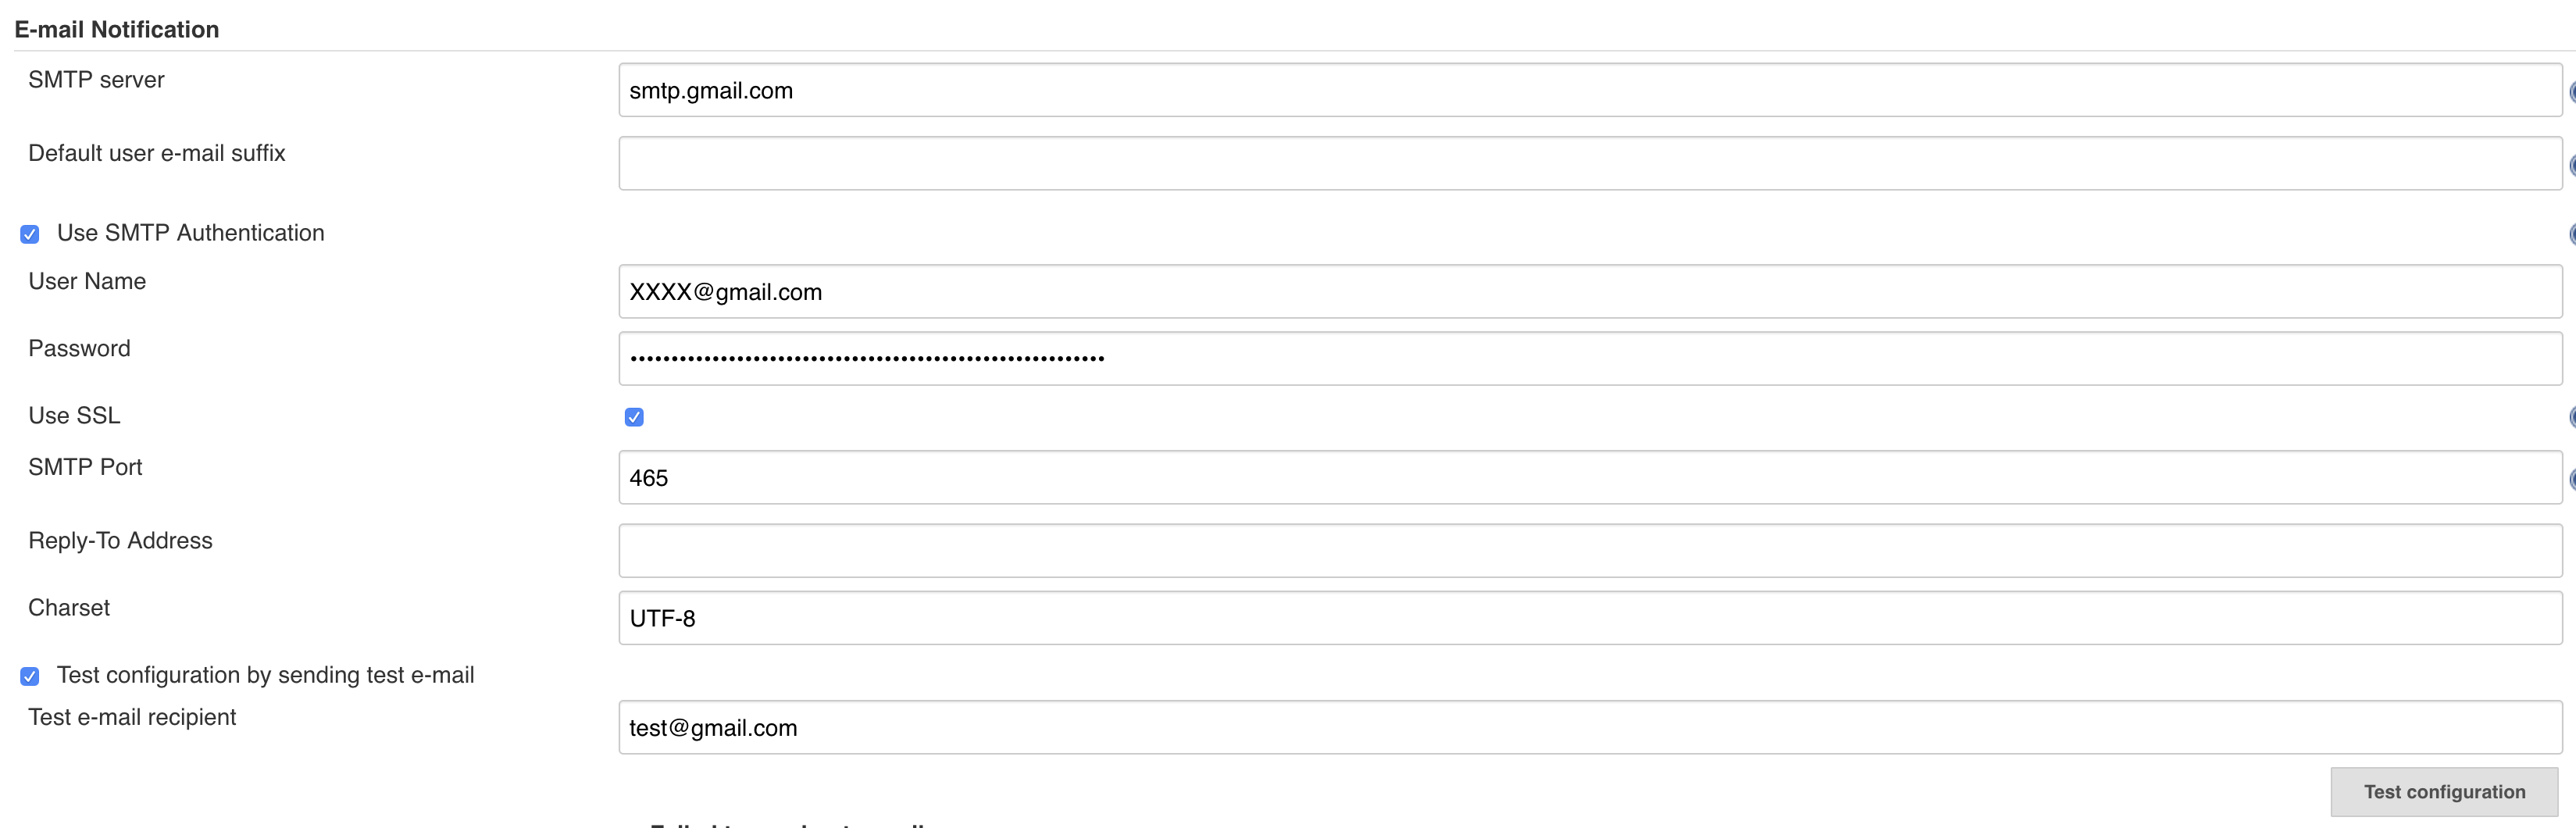 E-mail Notification
SMTP server
smtp.gmail.com
Default user e-mail suffix
Use SMTP Authentication
User Name
XXXX@gmail.com
Password
Use SSL
SMTP Port
465
Reply-To Address
Charset
UTF-8
Test configuration by sending test e-mail
Test e-mail recipient
test@gmail.com
Test configuration